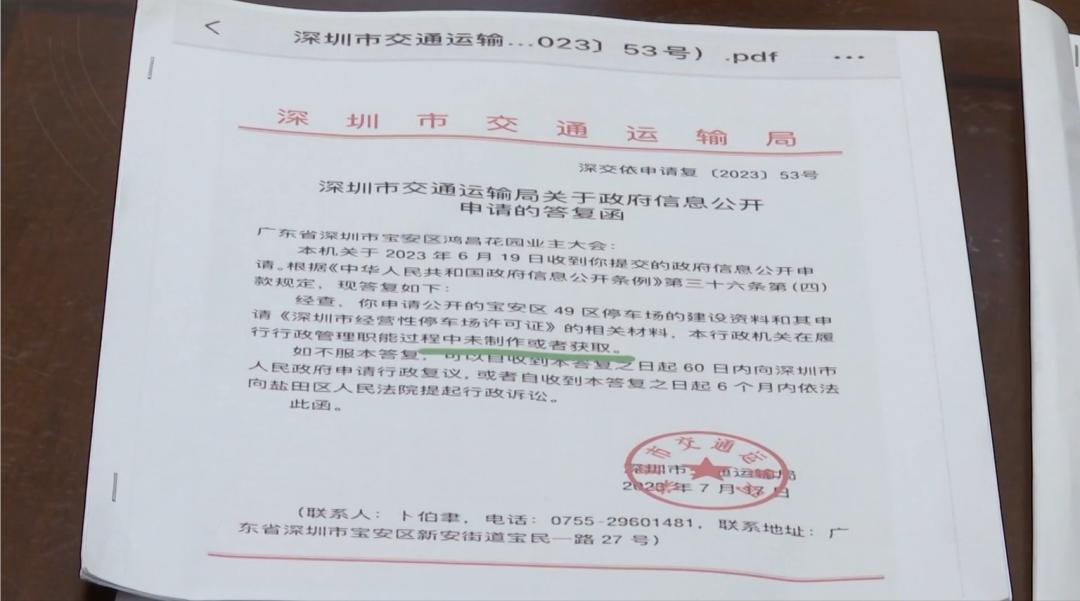 深圳市交通运输...023〕53号）.pdf
深圳市交通运输局
深交依申请复〔2023〕53号
深圳市交通运输局关于政府信息公开
申请的答复函
广东省深圳市宝安区鸿昌花园业主大会：
本机关于2023年6月19日收到你提交的政府信息公开申
请。根据《中华人民共和国政府信息公开条例》第三十六条第（四）
款规定，现答复如下：
经查，你申请公开的宝安区49区停车场的建设资料和其申
请《深圳市经营性停车场许可证》的相关材料，本行政机关在履
行行政管理职能过程中未制作或者获取。
如不服本答复，可以自收到本答复之日起60日内向深圳市
人民政府申请行政复议，或者自收到本答复之日起6个月内依法
向盐田区人民法院提起行政诉讼。
此函。
深圳市交通运输局
2023年7月17日
（联系人：卜伯聿，电话：0755-29601481，联系地址：广
东省深圳市宝安区新安街道宝民一路27号）